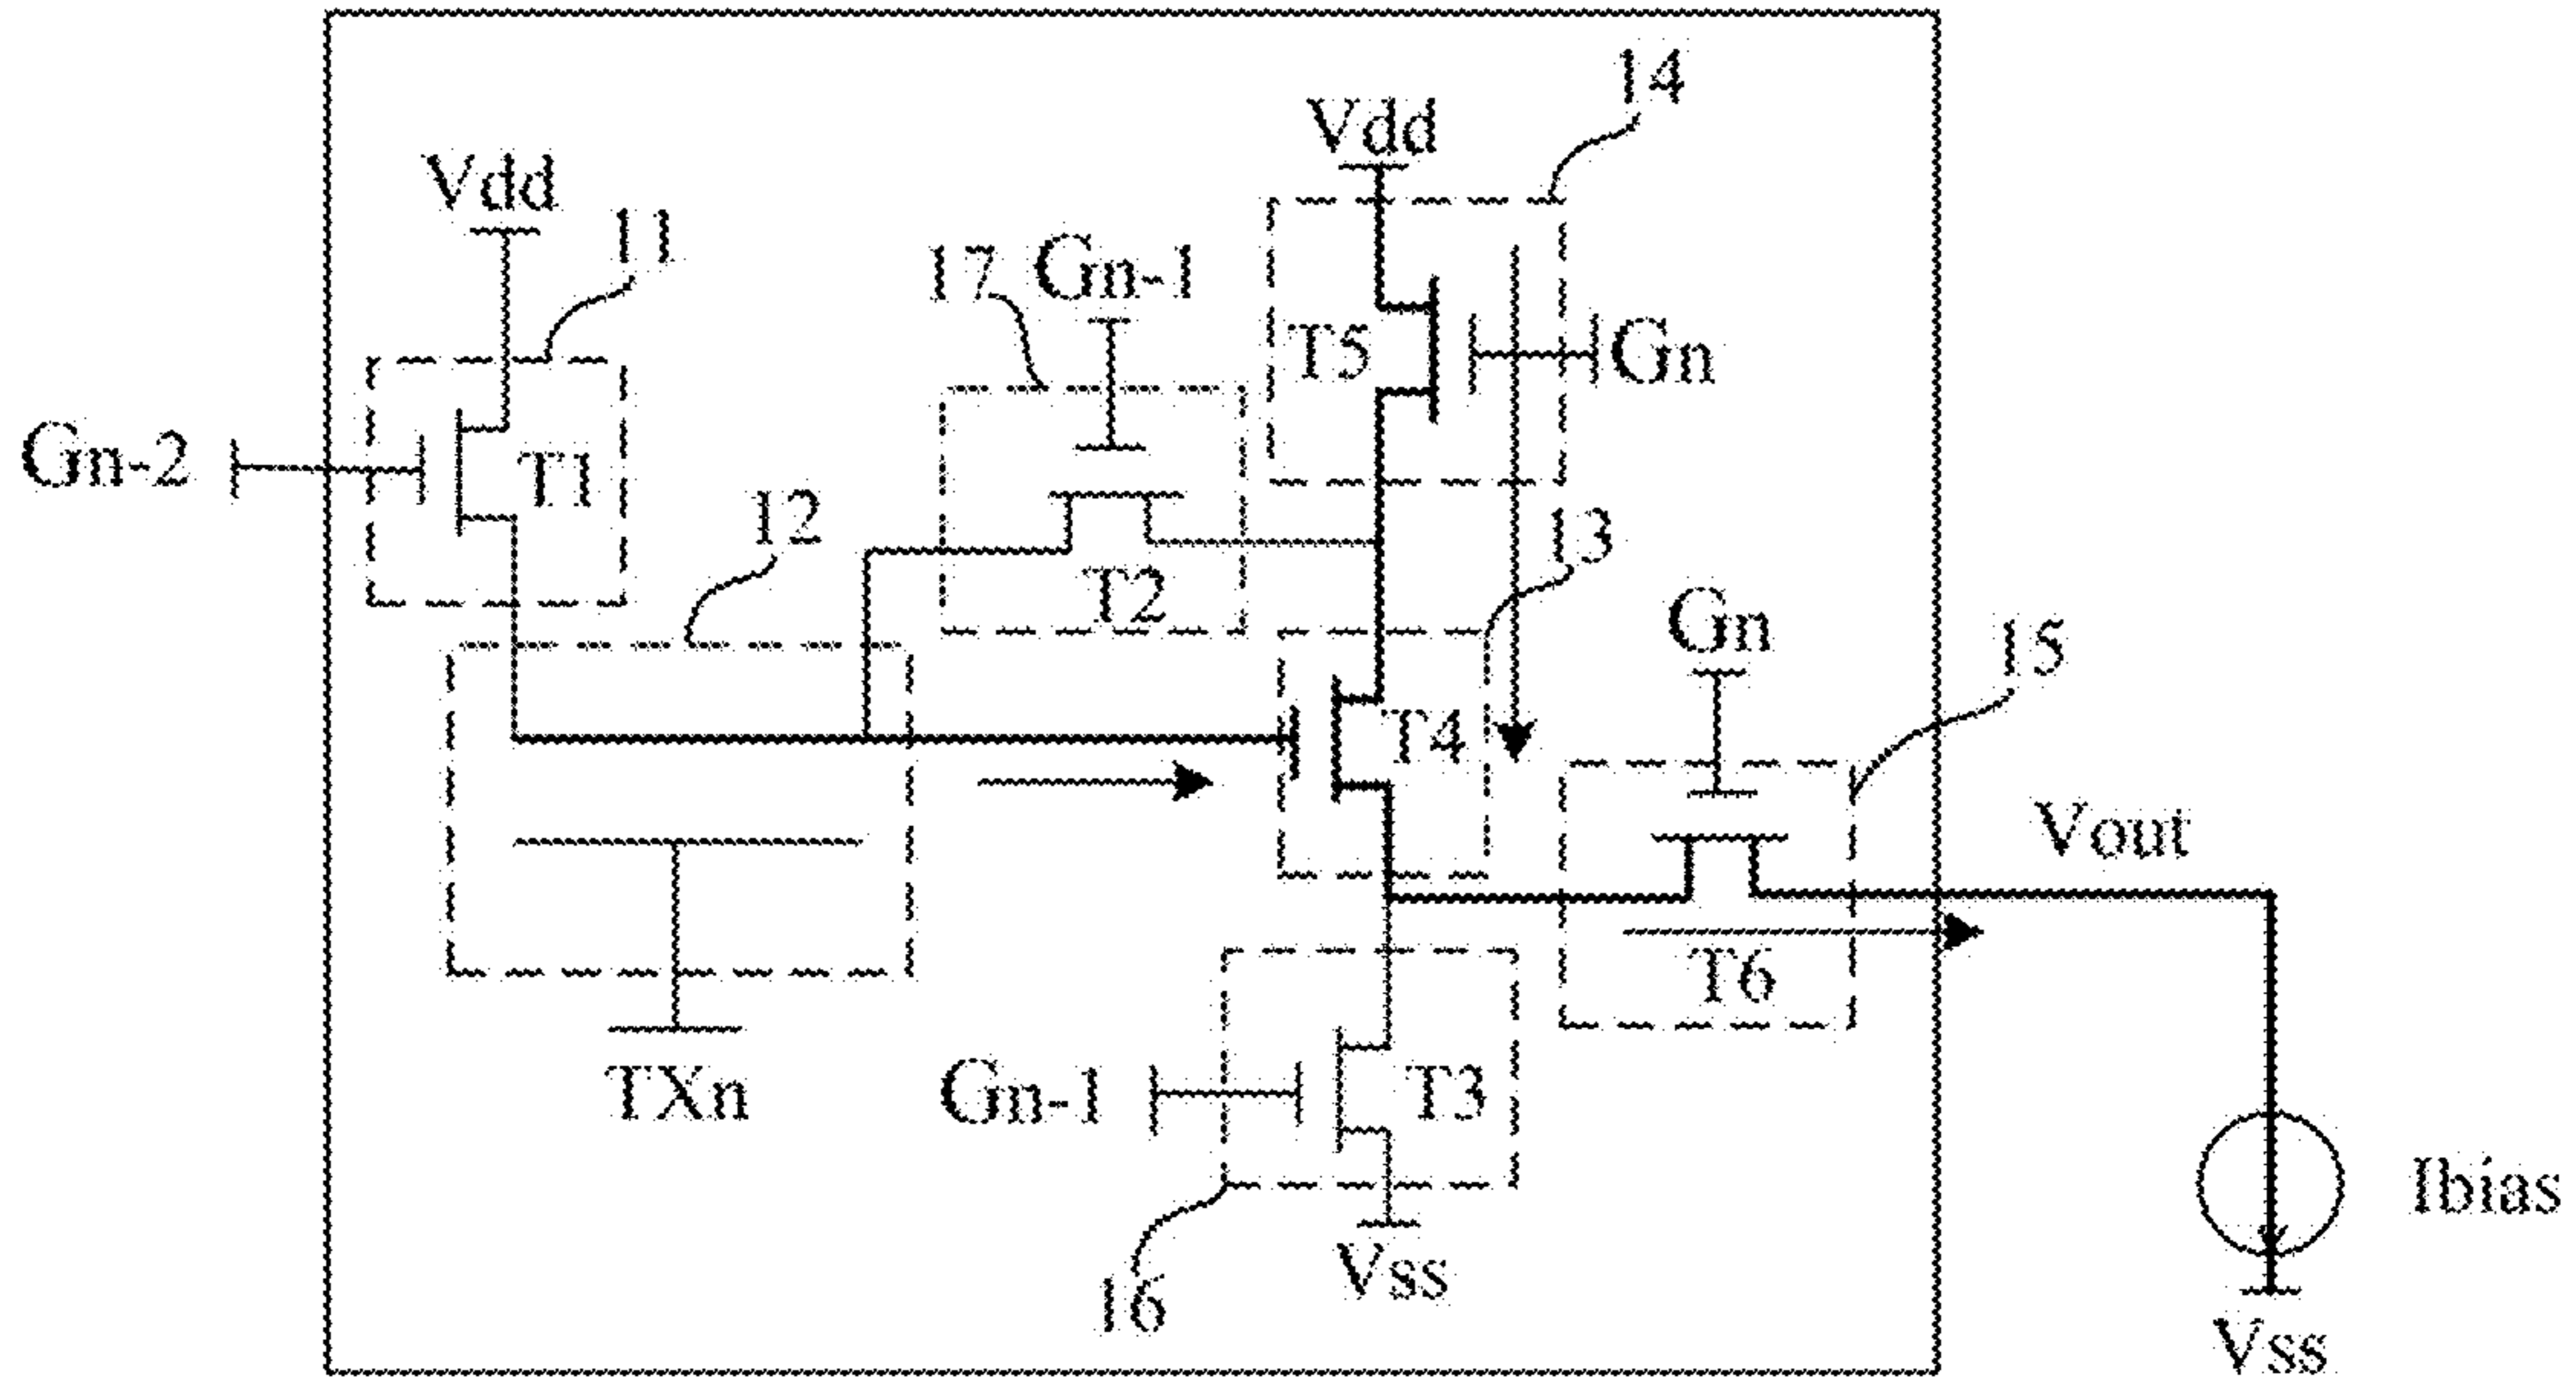 14
Vdd
Vdd
11
17
Gn-1
T5
Gn
Gn-2
T1
12
13
T2
Gn
15
T4
Vout
T6
TXn
Gn-1
T3
Ibias
Vss
16
Vss